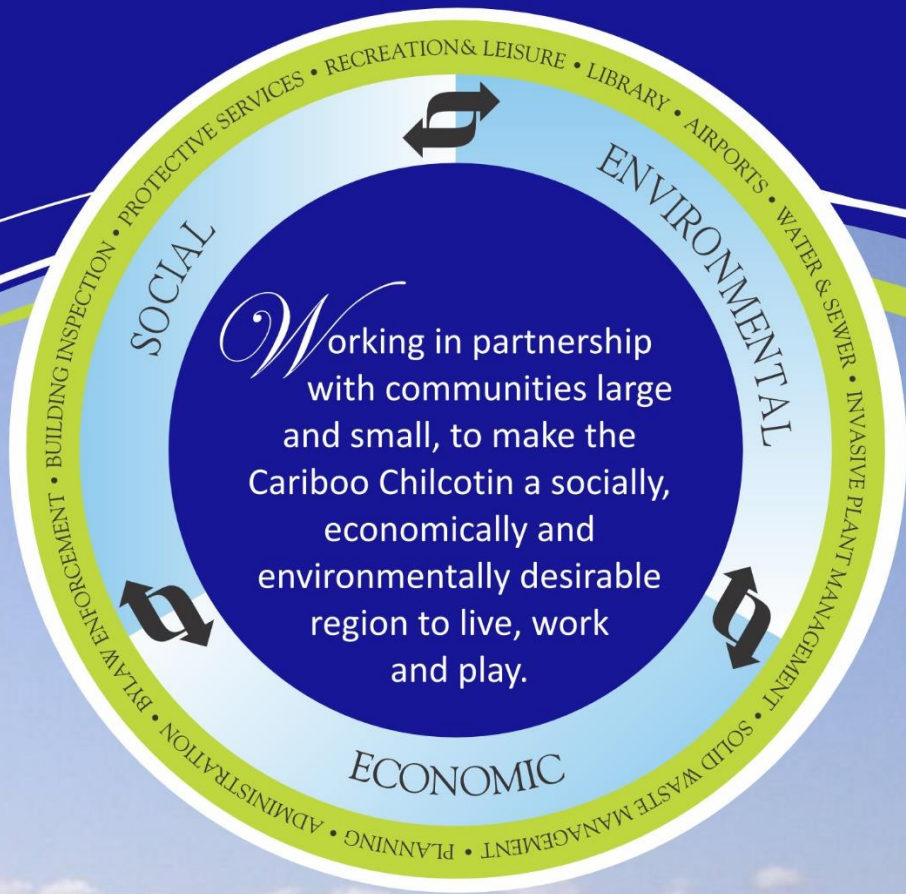 RECREATION & LEISURE • LIBRARY • AIRPORTS • WATER & SEWER • INVASIVE PLANT MANAGEMENT • SOLID WASTE MANAGEMENT • PLANNING • ADMINISTRATION • BYLAW ENFORCEMENT • BUILDING INSPECTION • PROTECTIVE SERVICES •
SOCIAL
ENVIRONMENTAL
Working in partnership
with communities large
and small, to make the
Cariboo Chilcotin a socially,
economically and
environmentally desirable
region to live, work
and play.
ECONOMIC